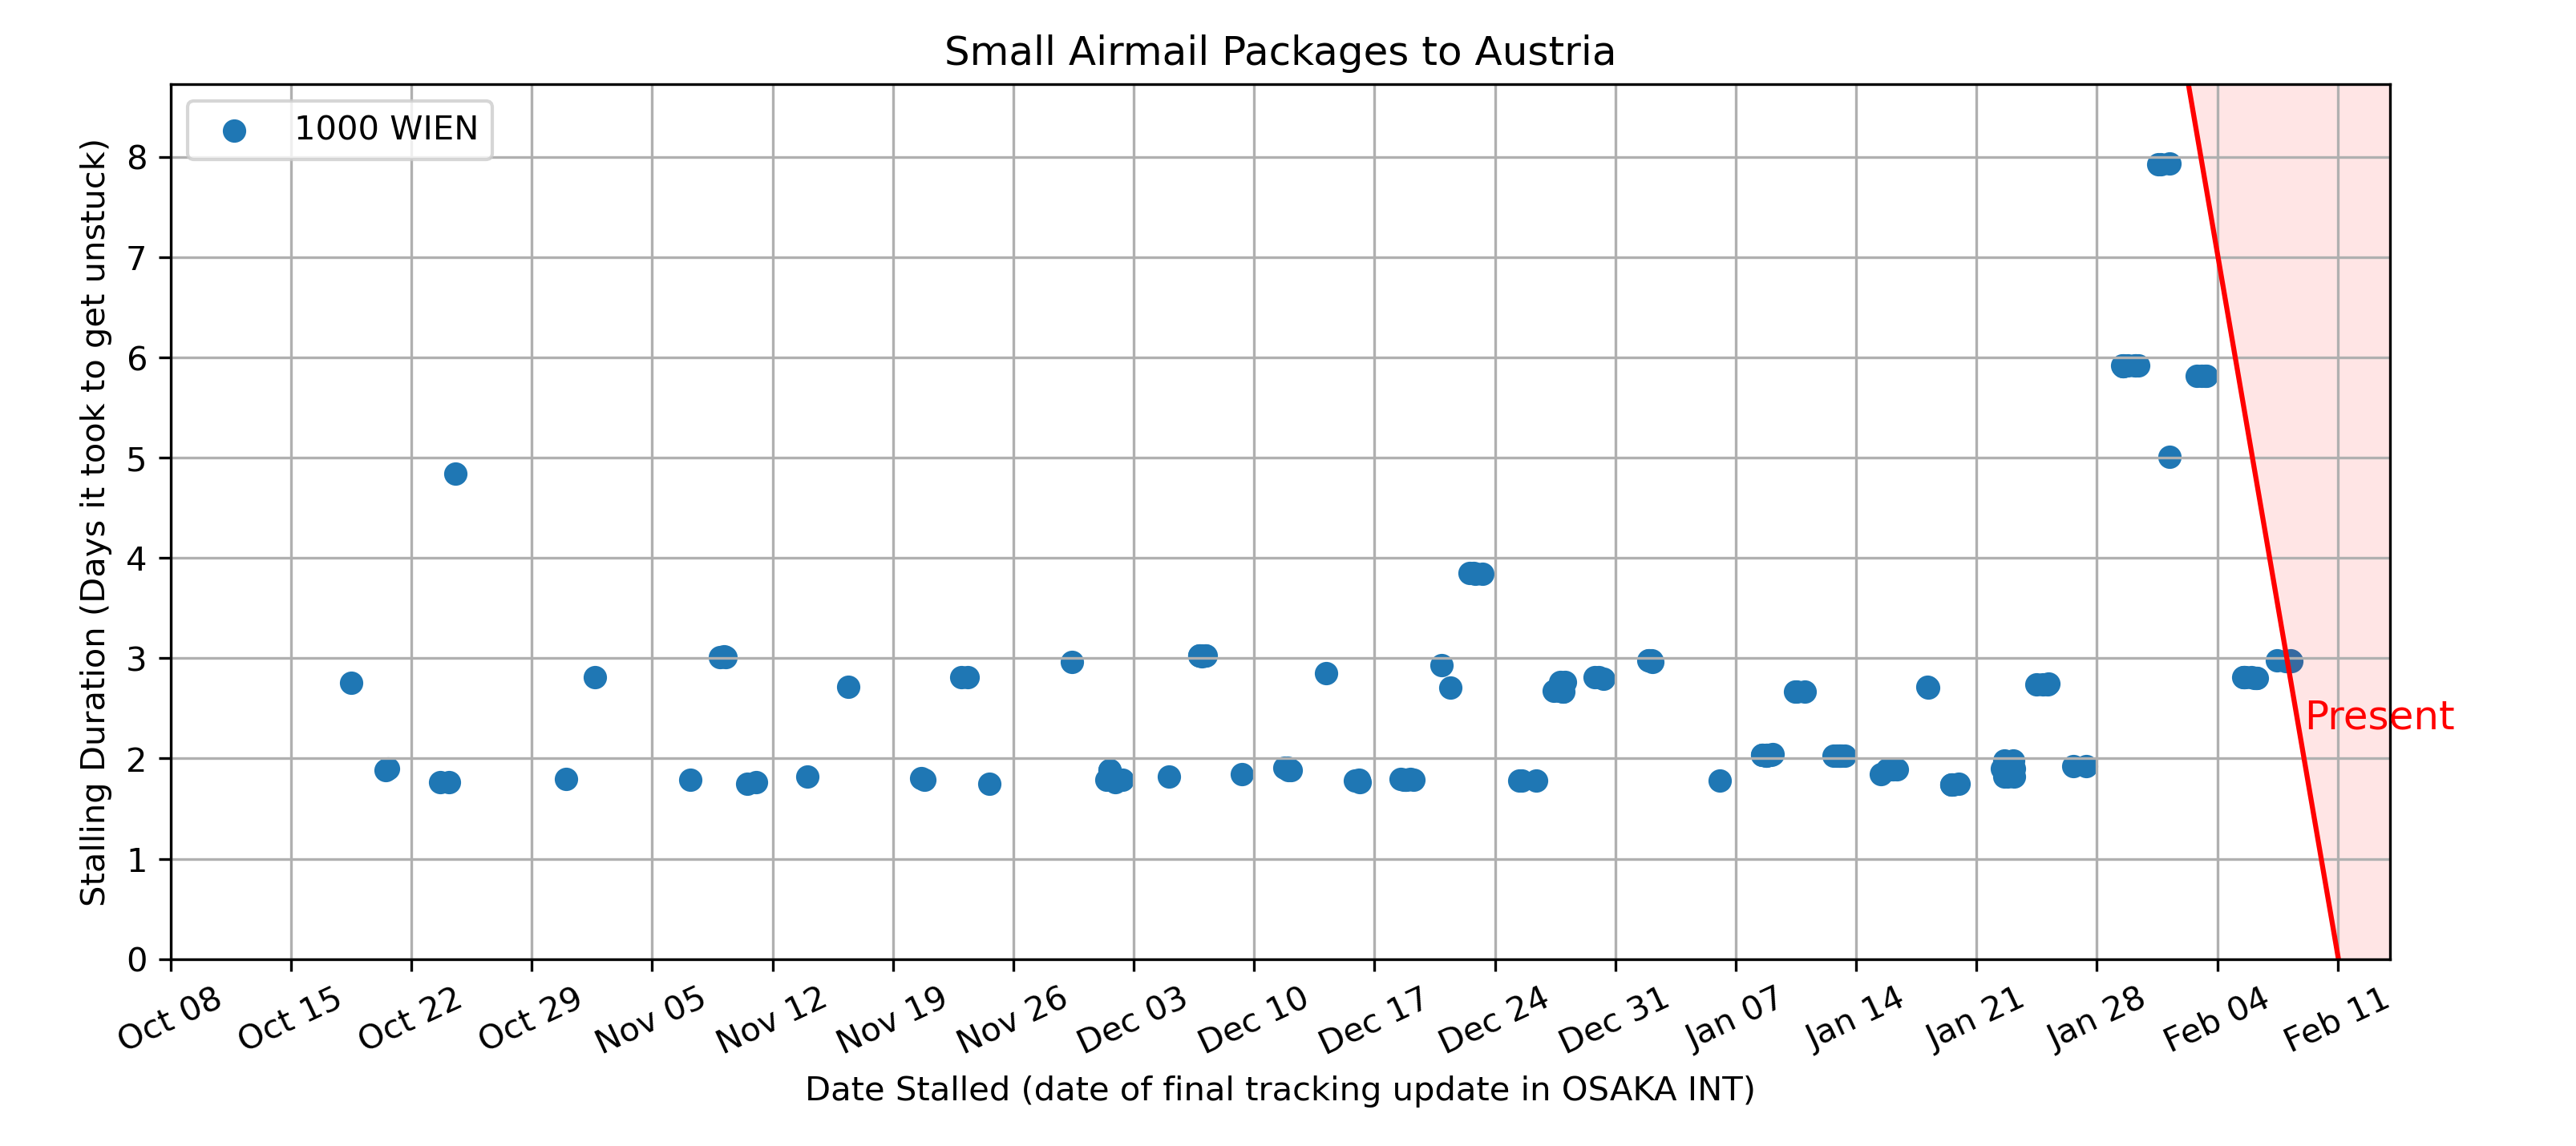 Small Airmail Packages to Austria
1000 WIEN
Stalling Duration (Days it took to get unstuck)
8
7
6
5
4
3
2
1
0
Present
Oct 08 Oct 15 Oct 22 Oct 29 Nov 05 Nov 12 Nov 19 Nov 26 Dec 03 Dec 10 Dec 17 Dec 24 Dec 31 Jan 07 Jan 14 Jan 21 Jan 28 Feb 04 Feb 11
Date Stalled (date of final tracking update in OSAKA INT)